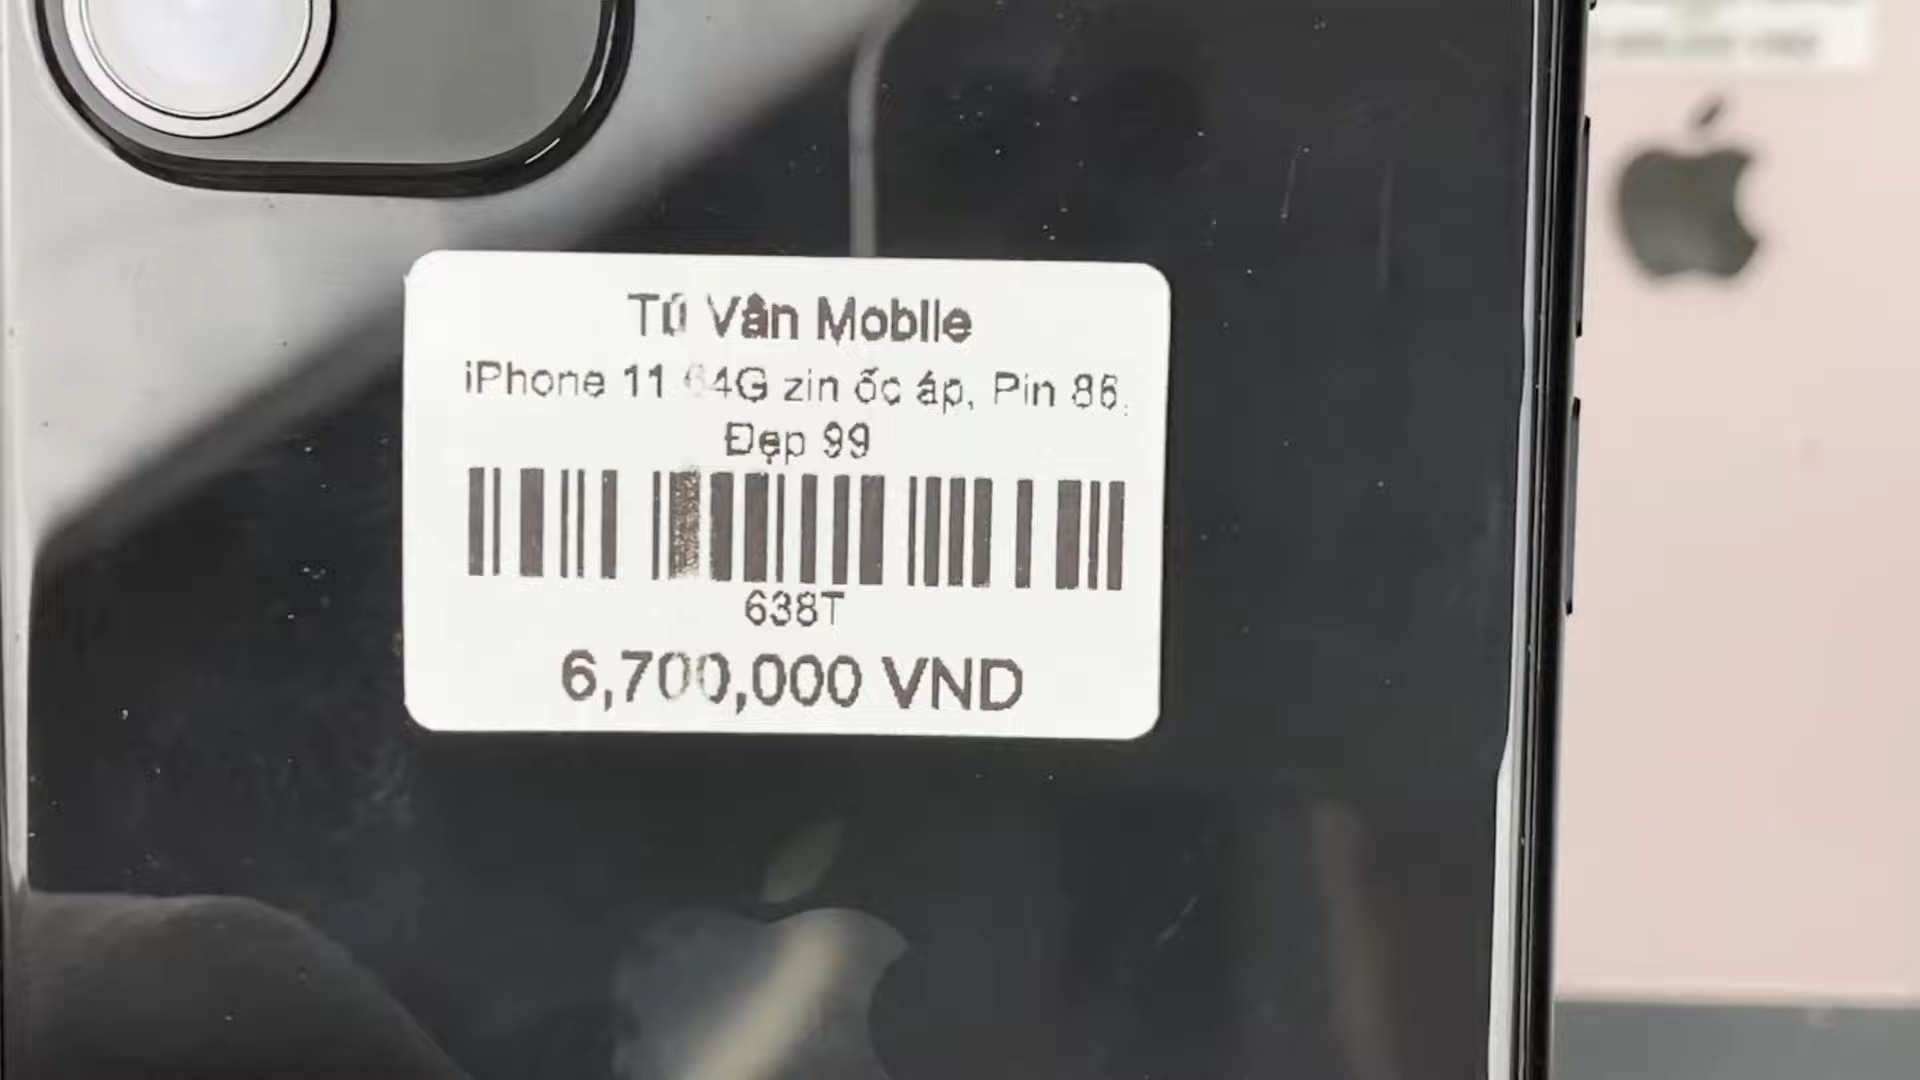 Tú Vân Mobile
iPhone 11 64G zin ốc áp, Pin 86.
Đẹp 99
638T
6,700,000 VND